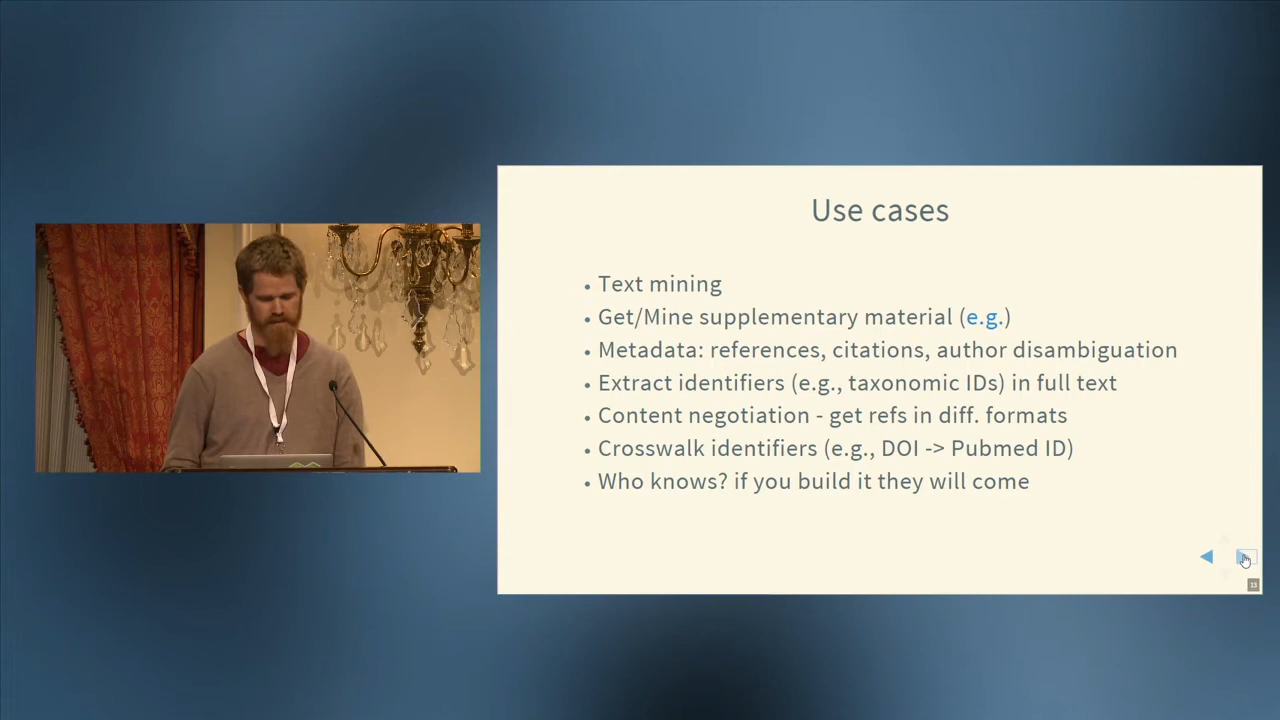 Use cases
• Text mining
• Get/Mine supplementary material (e.g.)
• Metadata: references, citations, author disambiguation
• Extract identifiers (e.g., taxonomic IDs) in full text
• Content negotiation - get refs in diff. formats
• Crosswalk identifiers (e.g., DOI -> Pubmed ID)
• Who knows? if you build it they will come
13